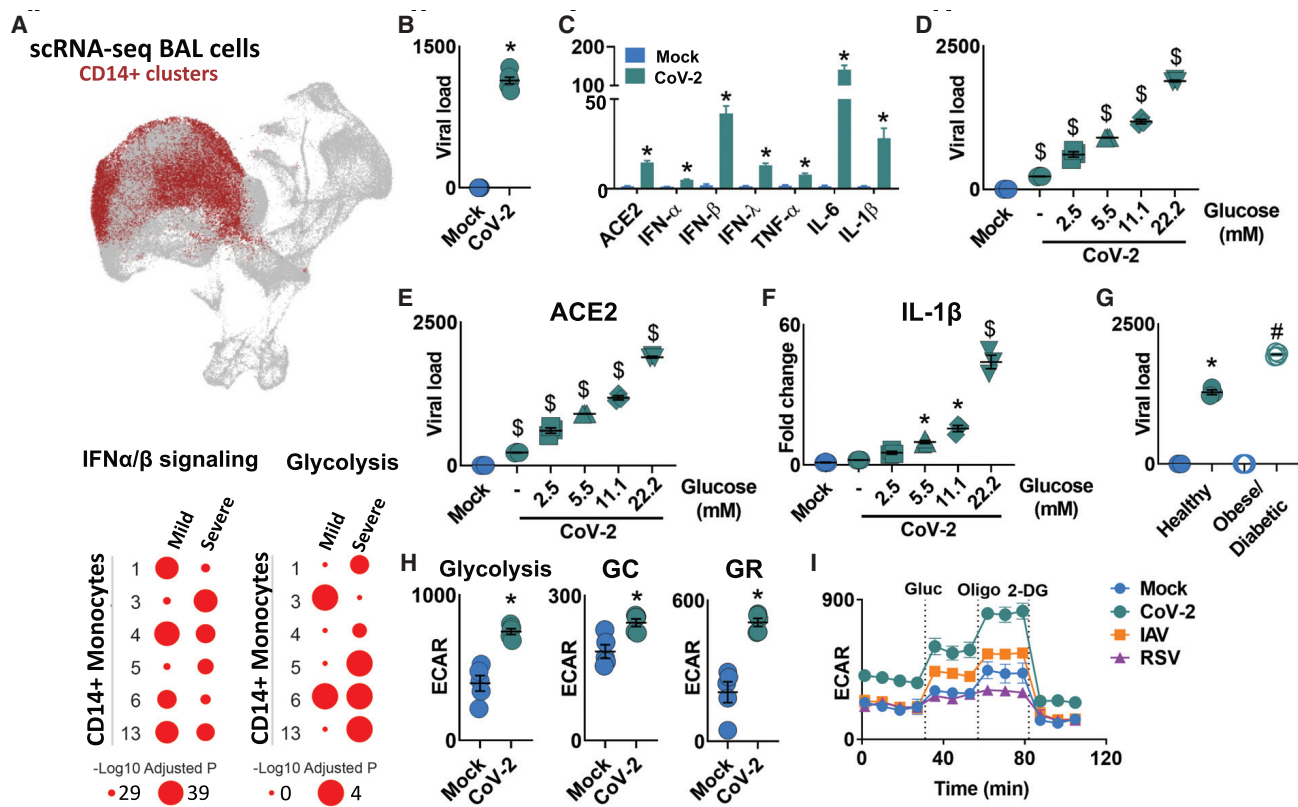 A
scRNA-seq BAL cells
CD14+ clusters
IFNα/β signaling
Glycolysis
Mild
Severe
Mild
Severe
CD14+ Monocytes
1
3
4
5
6
13
CD14+ Monocytes
1
3
4
5
6
13
-Log10 Adjusted P
29
39
-Log10 Adjusted P
0
4
B
Viral load
1500
0
*
Mock
CoV-2
C
200
100
50
0
Mock
CoV-2
* * * * * * *
ACE2
IFN-α
IFN-β
IFN-λ
TNF-α
IL-6
IL-1β
D
Viral load
2500
0
$ $ $ $ $
Mock
-
2.5
5.5
11.1
22.2
Glucose
(mM)
CoV-2
E
ACE2
Viral load
2500
0
$ $ $ $ $
Mock
-
2.5
5.5
11.1
22.2
Glucose
(mM)
CoV-2
F
IL-1β
Fold change
60
0
* * $
Mock
-
2.5
5.5
11.1
22.2
Glucose
(mM)
CoV-2
G
Viral load
2500
0
* #
Healthy
Obese/
Diabetic
H
Glycolysis
ECAR
1000
0
*
Mock
CoV-2
GC
ECAR
300
0
*
Mock
CoV-2
GR
ECAR
600
0
*
Mock
CoV-2
I
ECAR
900
0
Gluc
Oligo
2-DG
0
40
80
120
Time (min)
Mock
CoV-2
IAV
RSV